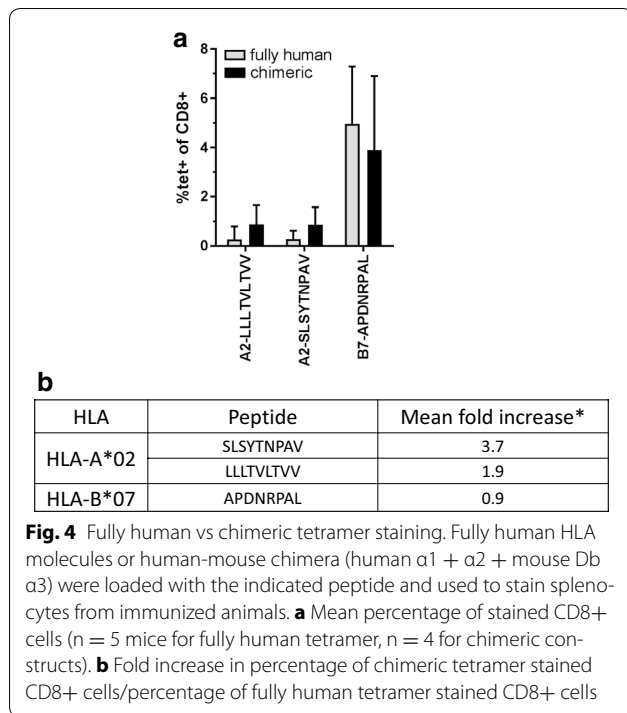 a
fully human
chimeric
%tet+ of CD8+
8
6
4
2
0
A2-LLLTVLTVV
A2-SLSYTNPAV
B7-APDNRPAL
b
HLA Peptide Mean fold increase*
HLA-A*02 SLSYTNPAV 3.7
LLLTVLTVV 1.9
HLA-B*07 APDNRPAL 0.9
Fig. 4 Fully human vs chimeric tetramer staining. Fully human HLA
molecules or human-mouse chimera (human α1 + α2 + mouse Db
α3) were loaded with the indicated peptide and used to stain spleno-
cytes from immunized animals. a Mean percentage of stained CD8+
cells (n = 5 mice for fully human tetramer, n = 4 for chimeric con-
structs). b Fold increase in percentage of chimeric tetramer stained
CD8+ cells/percentage of fully human tetramer stained CD8+ cells